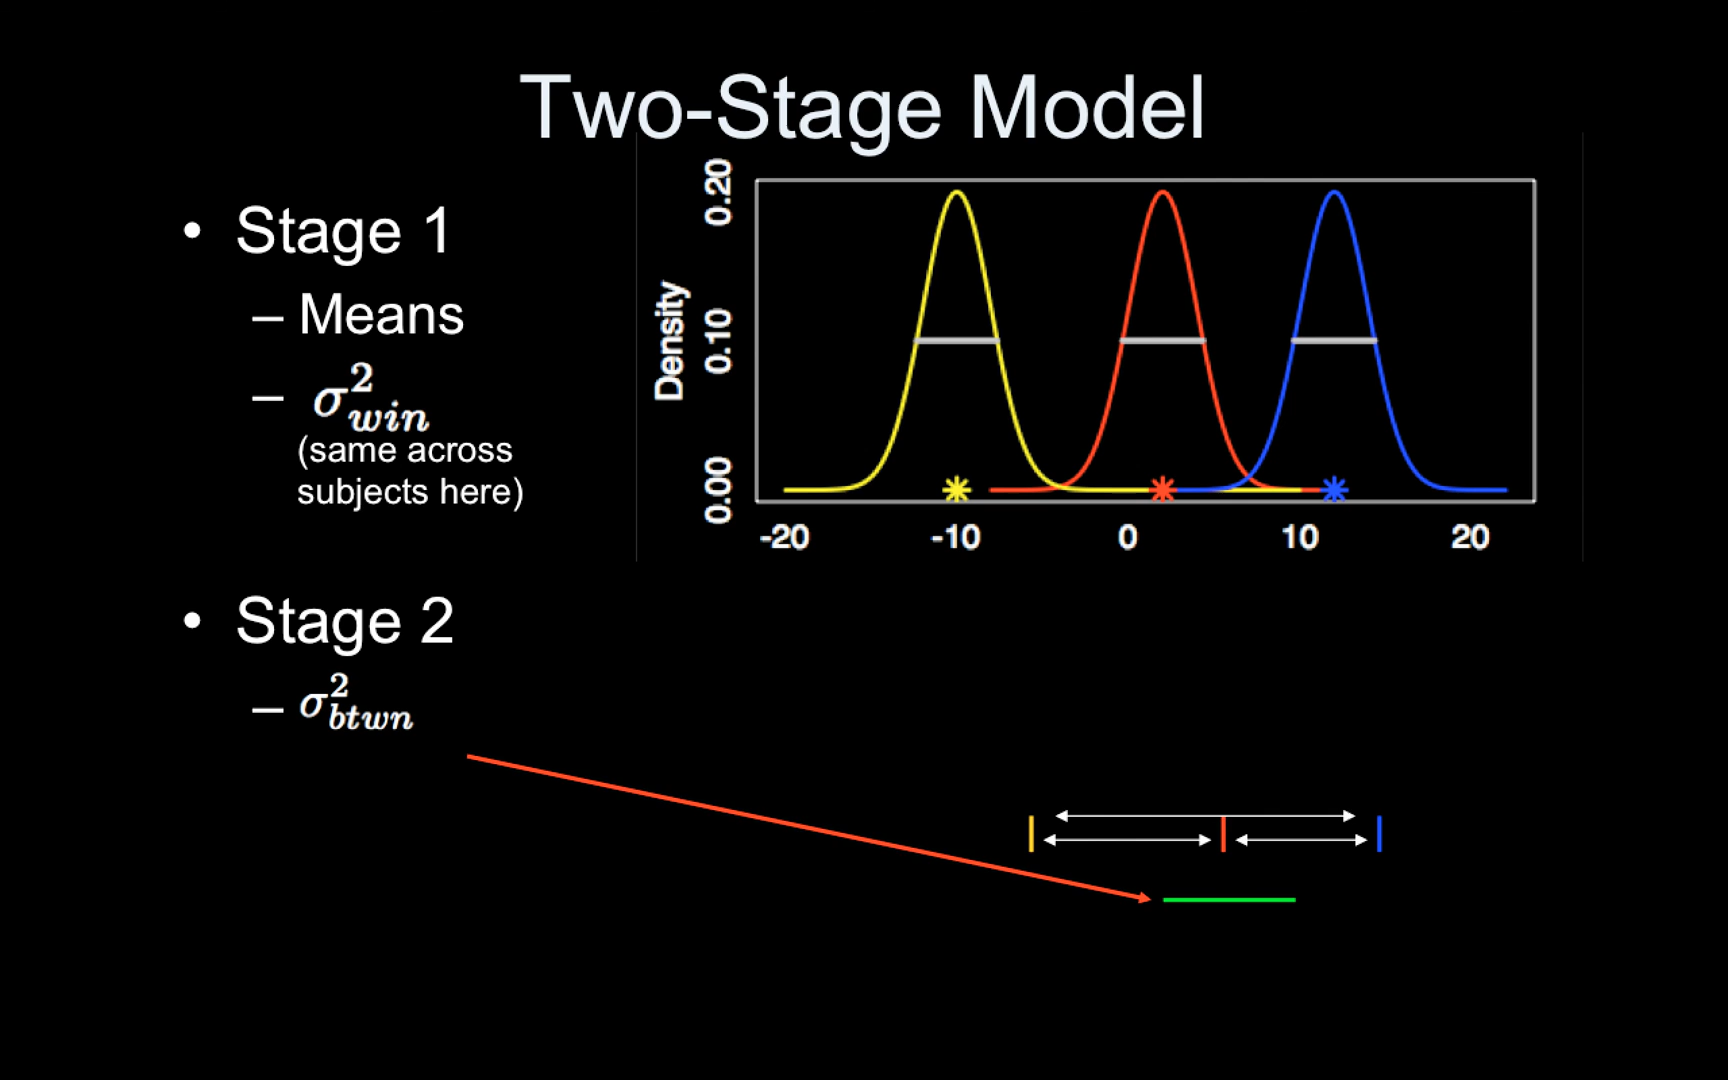 Two-Stage Model
• Stage 1
– Means
– σ²win
(same across
subjects here)
Density
0.20
0.10
0.00
-20 -10 0 10 20
• Stage 2
– σ²btwn